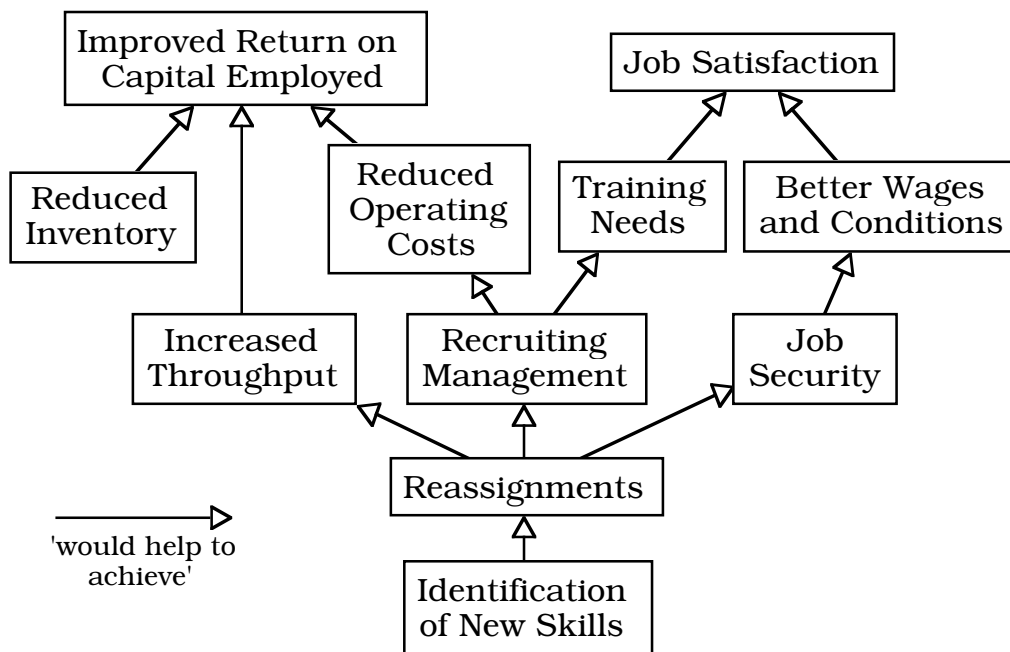 Improved Return on
Capital Employed
Job Satisfaction
Reduced
Inventory
Reduced
Operating
Costs
Training
Needs
Better Wages
and Conditions
Increased
Throughput
Recruiting
Management
Job
Security
Reassignments
'would help to
achieve'
Identification
of New Skills